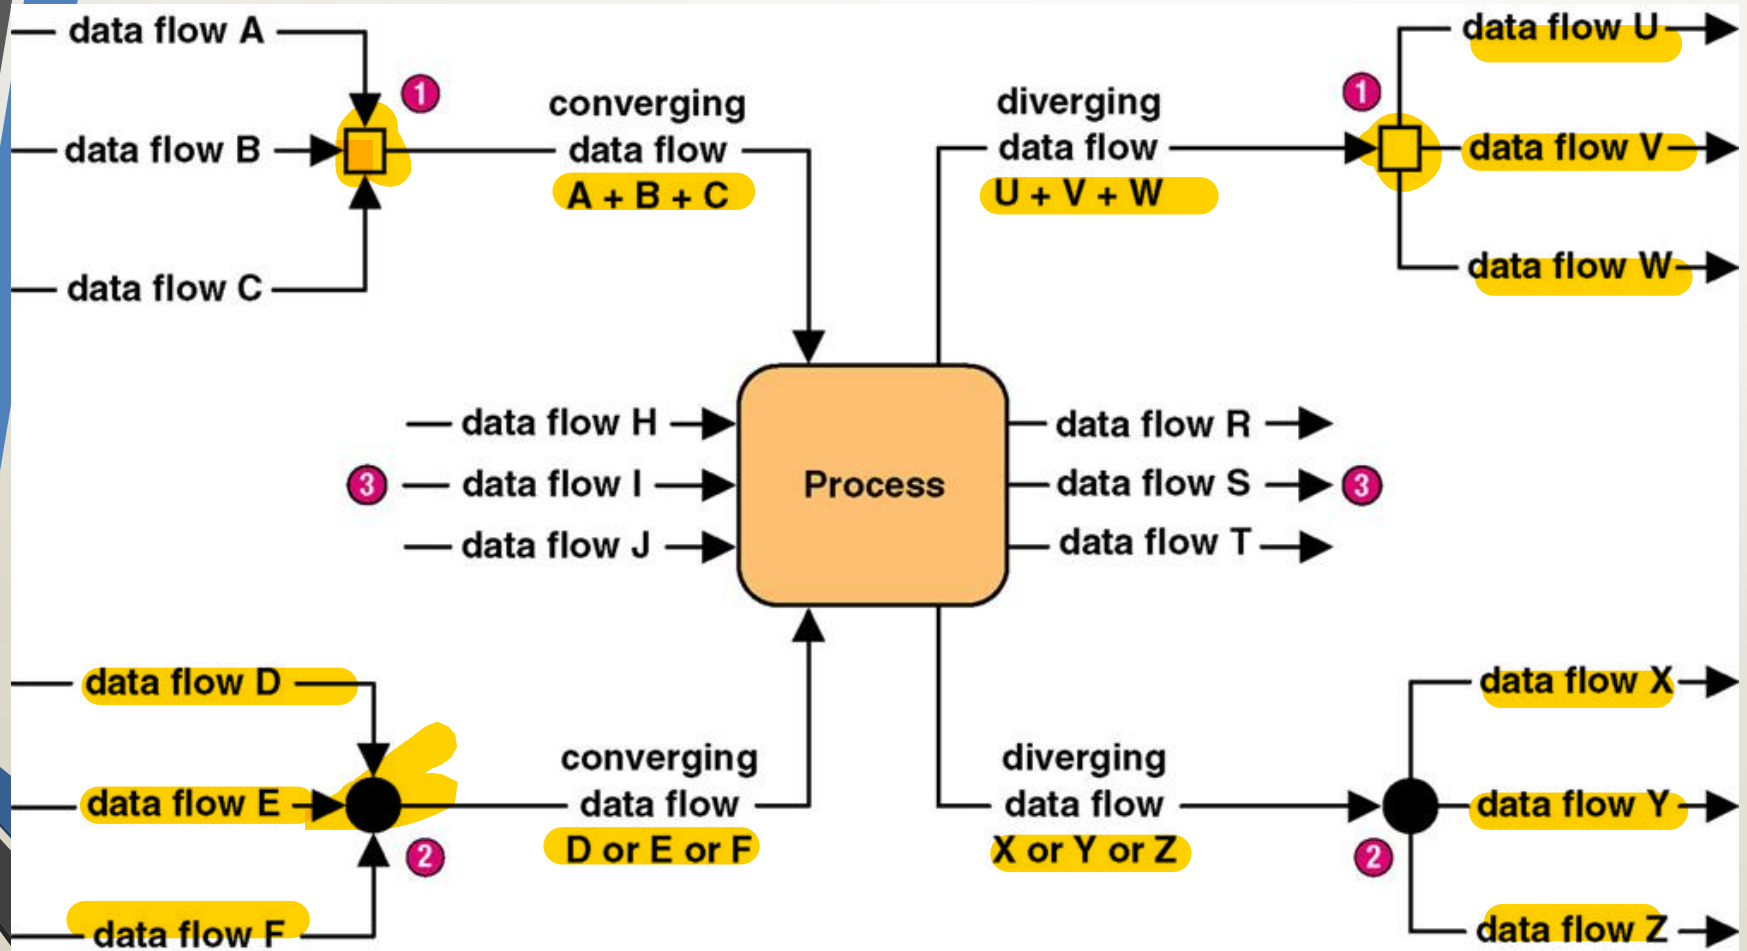 data flow A
1
data flow B
data flow C
converging
data flow
A + B + C
diverging
data flow
U + V + W
1
data flow U
data flow V
data flow W
data flow H
3
data flow I
data flow J
Process
data flow R
data flow S
3
data flow T
data flow D
data flow E
data flow F
2
converging
data flow
D or E or F
diverging
data flow
X or Y or Z
2
data flow X
data flow Y
data flow Z